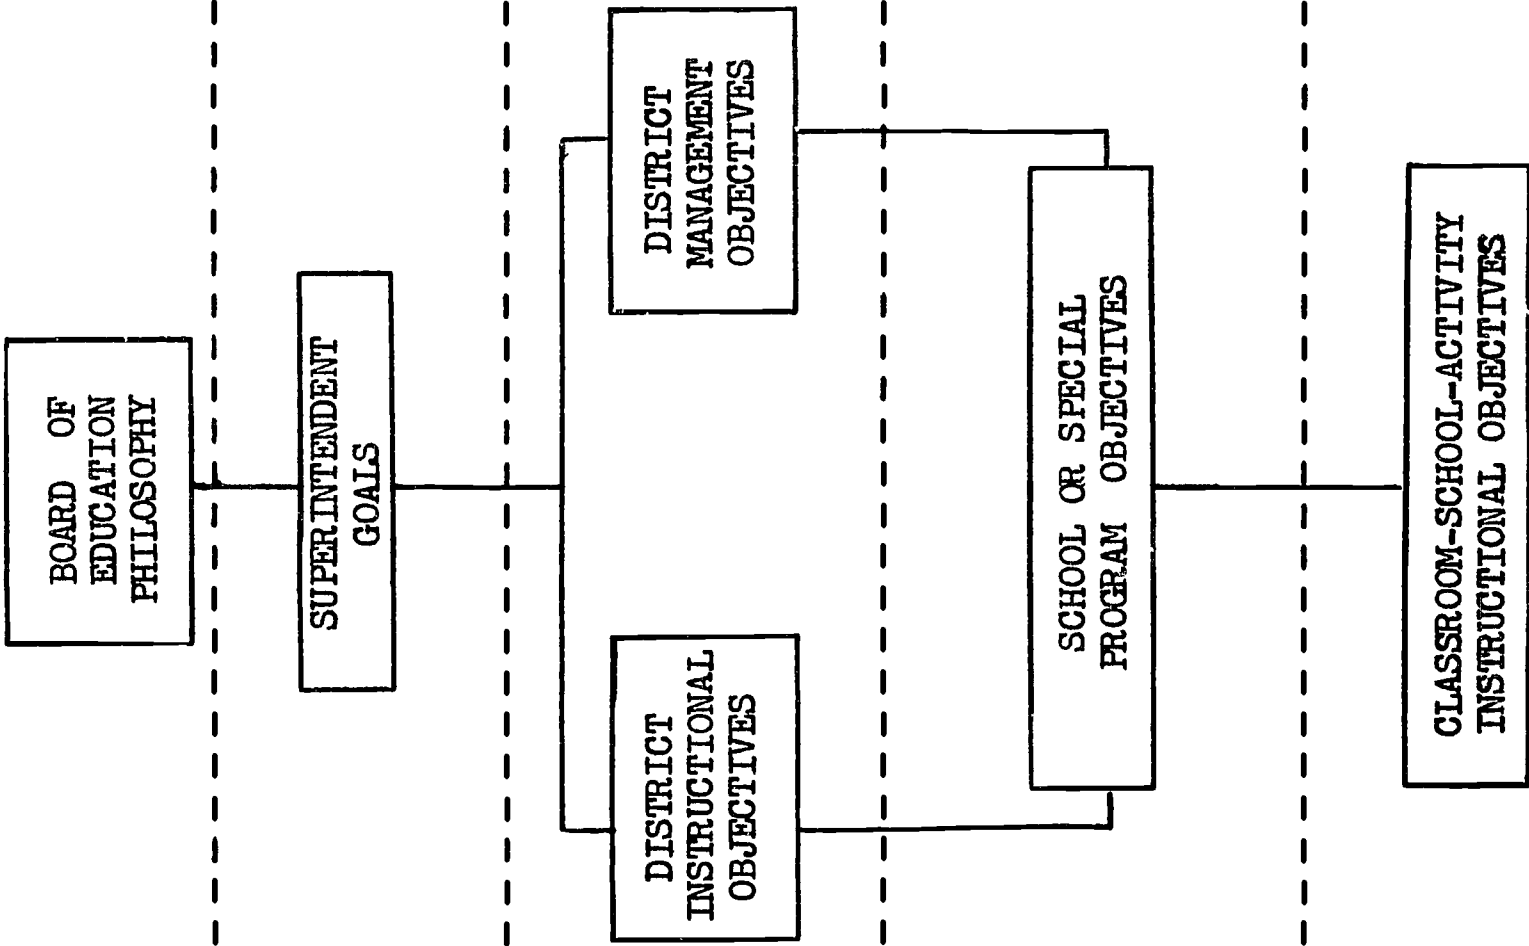 BOARD OF
EDUCATION
PHILOSOPHY
SUPERINTENDENT
GOALS
DISTRICT
INSTRUCTIONAL
OBJECTIVES
DISTRICT
MANAGEMENT
OBJECTIVES
SCHOOL OR SPECIAL
PROGRAM OBJECTIVES
CLASSROOM-SCHOOL-ACTIVITY
INSTRUCTIONAL OBJECTIVES